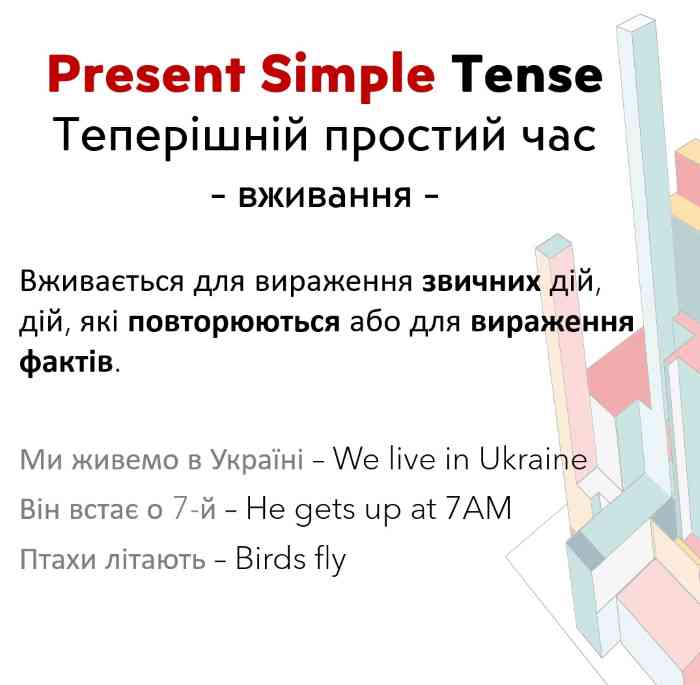 Present Simple Tense
Теперішній простий час
– вживання –
Вживається для вираження звичних дій,
дій, які повторюються або для вираження
фактів.
Ми живемо в Україні – We live in Ukraine
Він встає о 7-й – He gets up at 7AM
Птахи літають – Birds fly